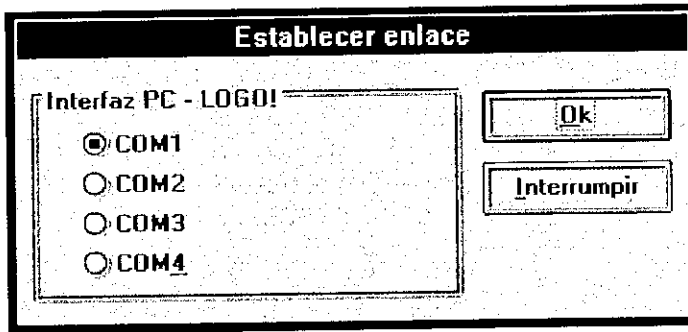 Establecer enlace
Interfaz PC - LOGO!
COM1
COM2
COM3
COM4
Ok
Interrumpir